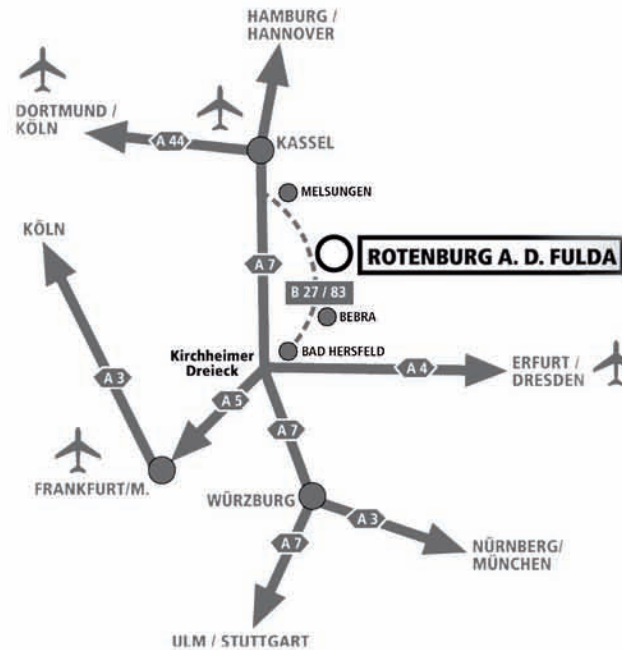 HAMBURG /
HANNOVER
DORTMUND /
KÖLN
A 44
KASSEL
MELSUNGEN
KÖLN
ROTENBURG A. D. FULDA
A 7
B 27 / 83
BEBRA
Kirchheimer
Dreieck
BAD HERSFELD
A 3
A 5
A 4
ERFURT /
DRESDEN
A 7
FRANKFURT/M.
WÜRZBURG
A 3
A 7
NÜRNBERG/
MÜNCHEN
ULM / STUTTGART